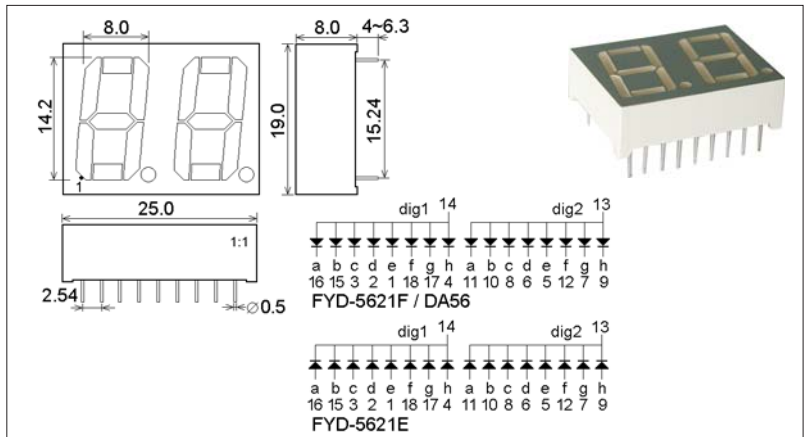 8.0
8.0 4~6.3
14.2
19.0
15.24
1
25.0
1:1
2.54
Ø0.5
dig1 14 dig2 13
a b c d e f g h a b c d e f g h
16 15 3 2 1 18 17 4 11 10 8 6 5 12 7 9
FYD-5621F / DA56
dig1 14 dig2 13
a b c d e f g h a b c d e f g h
16 15 3 2 1 18 17 4 11 10 8 6 5 12 7 9
FYD-5621E